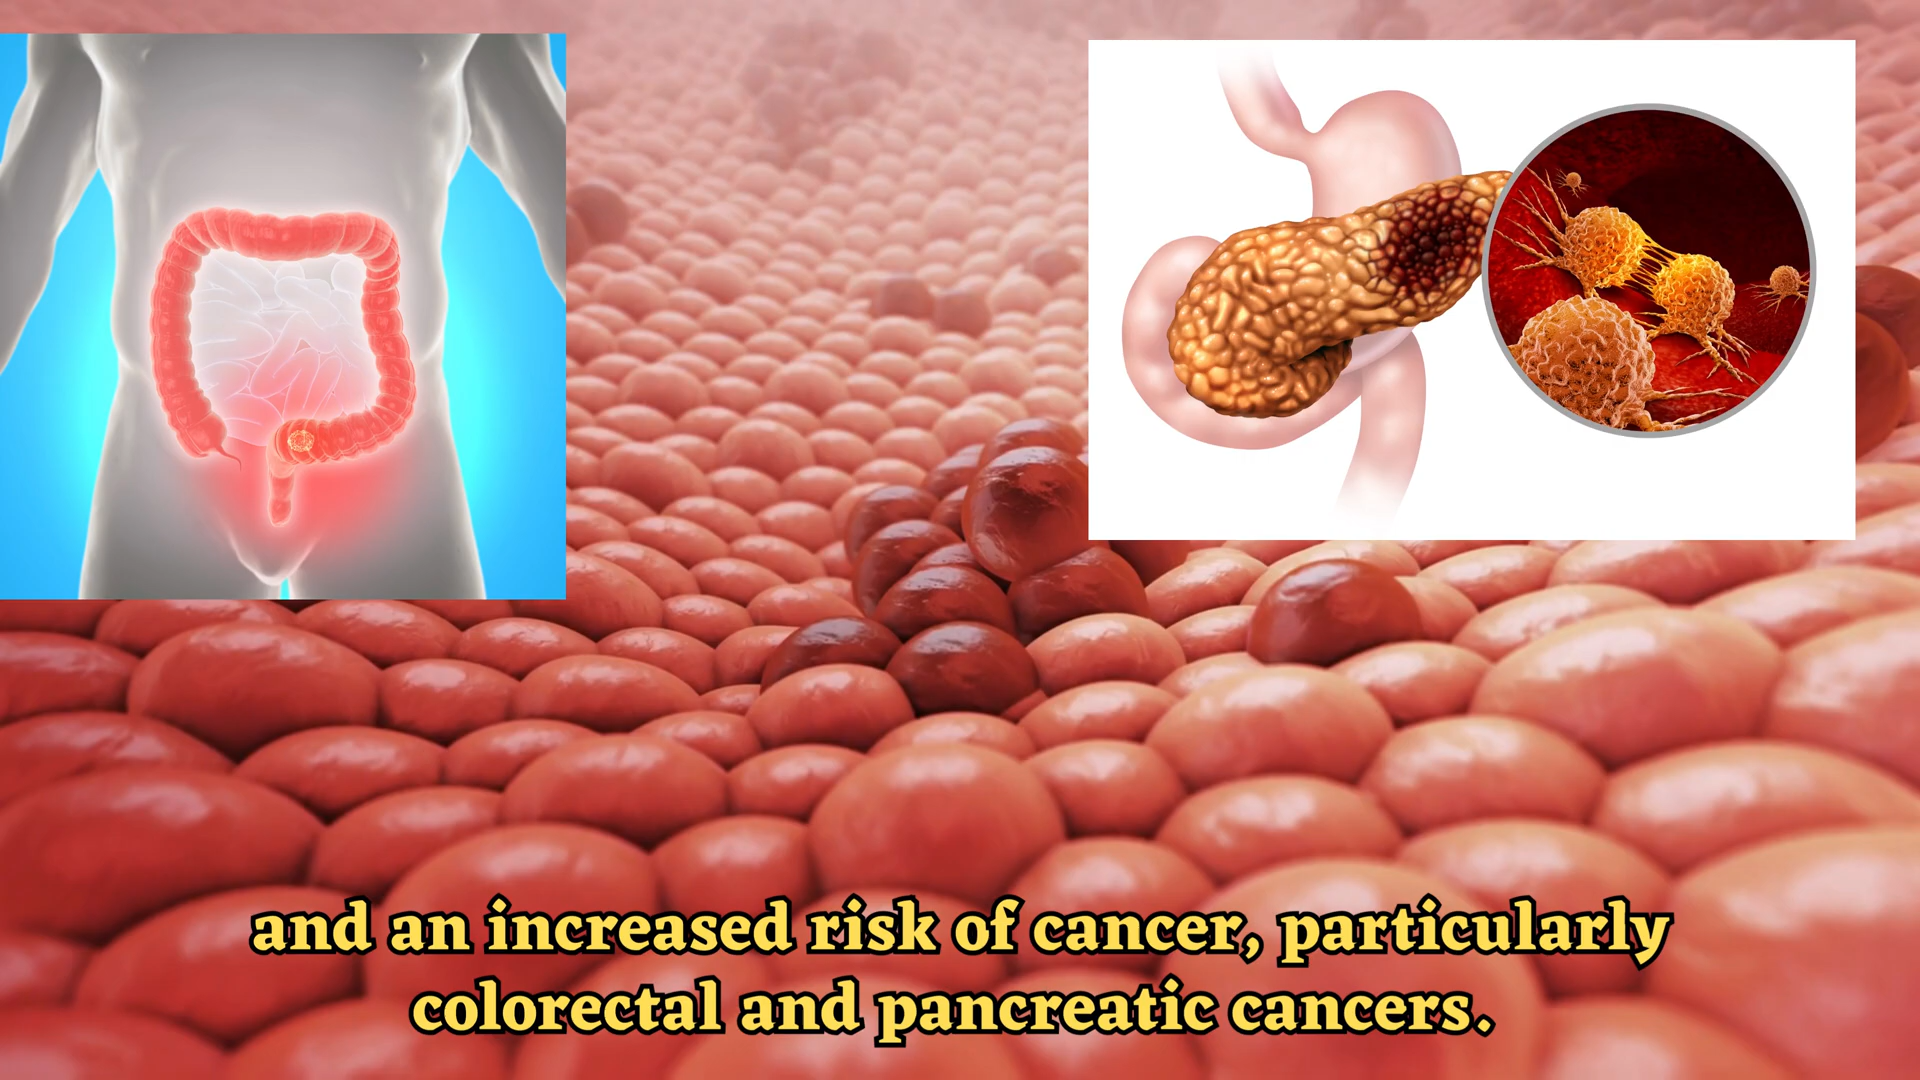 and an increased risk of cancer, particularly
colorectal and pancreatic cancers.